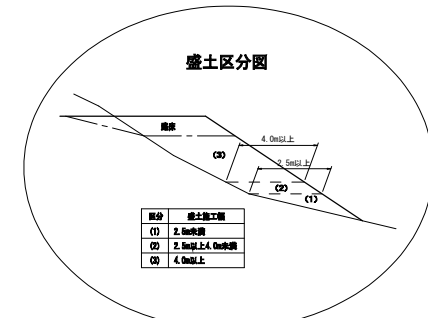 盛土区分図
路床
4.0m以上
(3)
2.5m以上
(2)
(1)
区分 盛土施工幅
(1) 2.5m未満
(2) 2.5m以上4.0m未満
(3) 4.0m以上